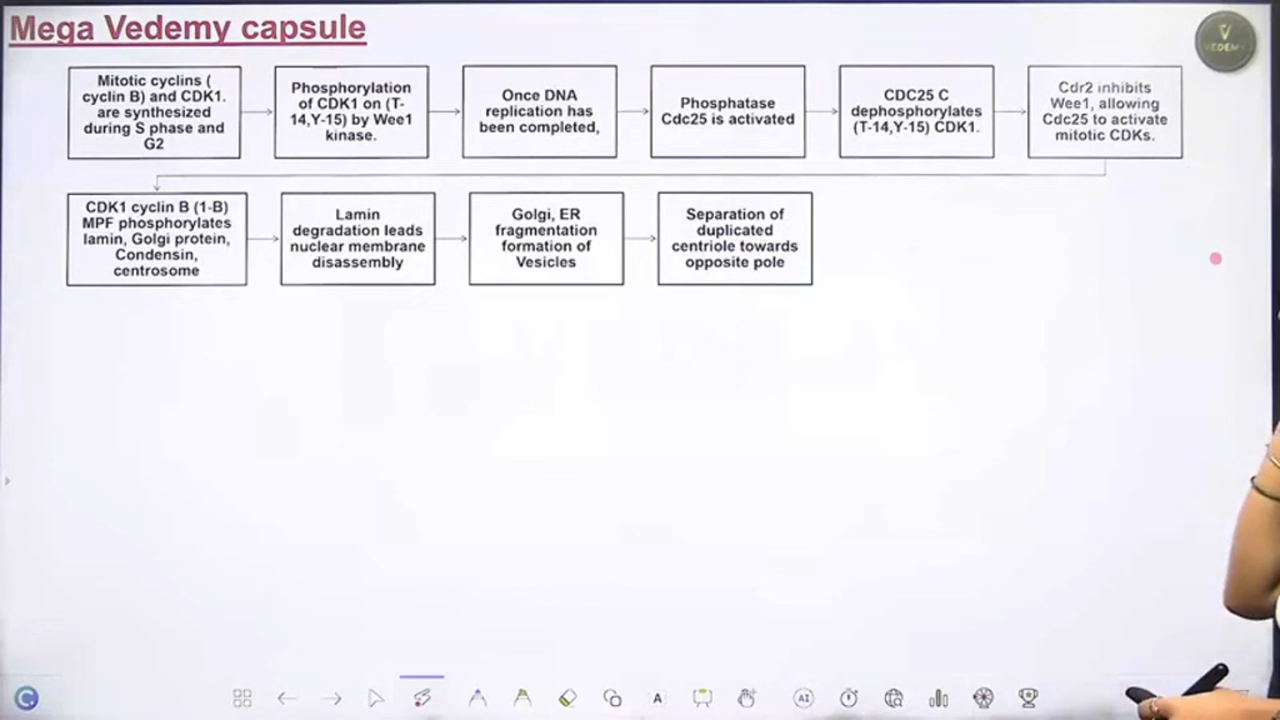 Mega Vedemy capsule
V
VEDEMY
Mitotic cyclins (
cyclin B) and CDK1.
are synthesized
during S phase and
G2
Phosphorylation
of CDK1 on (T-
14,Y-15) by Wee1
kinase.
Once DNA
replication has
been completed,
Phosphatase
Cdc25 is activated
CDC25 C
dephosphorylates
(T-14,Y-15) CDK1.
Cdr2 inhibits
Wee1, allowing
Cdc25 to activate
mitotic CDKs.
CDK1 cyclin B (1-B)
MPF phosphorylates
lamin, Golgi protein,
Condensin,
centrosome
Lamin
degradation leads
nuclear membrane
disassembly
Golgi, ER
fragmentation
formation of
Vesicles
Separation of
duplicated
centriole towards
opposite pole
A
AI